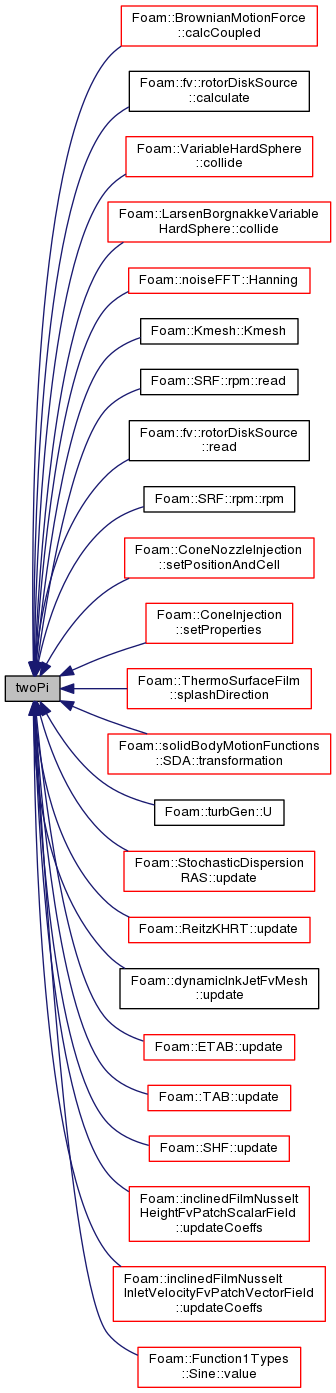 Foam::BrownianMotionForce
::calcCoupled
Foam::fv::rotorDiskSource
::calculate
Foam::VariableHardSphere
::collide
Foam::LarsenBorgnakkeVariable
HardSphere::collide
Foam::noiseFFT::Hanning
Foam::Kmesh::Kmesh
Foam::SRF::rpm::read
Foam::fv::rotorDiskSource
::read
Foam::SRF::rpm::rpm
Foam::ConeNozzleInjection
::setPositionAndCell
Foam::ConeInjection
::setProperties
twoPi
Foam::ThermoSurfaceFilm
::splashDirection
Foam::solidBodyMotionFunctions
::SDA::transformation
Foam::turbGen::U
Foam::StochasticDispersion
RAS::update
Foam::ReitzKHRT::update
Foam::dynamicInkJetFvMesh
::update
Foam::ETAB::update
Foam::TAB::update
Foam::SHF::update
Foam::inclinedFilmNusselt
HeightFvPatchScalarField
::updateCoeffs
Foam::inclinedFilmNusselt
InletVelocityFvPatchVectorField
::updateCoeffs
Foam::Function1Types
::Sine::value